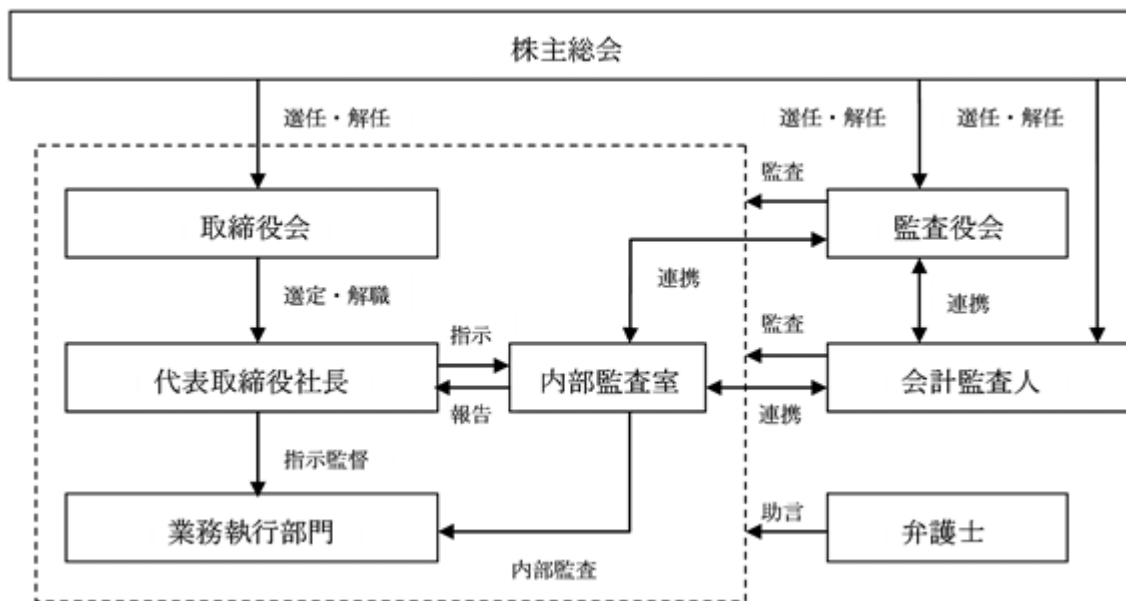 株主総会
選任・解任
選任・解任
選任・解任
監査
取締役会
監査役会
連携
選定・解職
連携
指示
監査
代表取締役社長
内部監査室
会計監査人
報告
連携
指示監督
助言
業務執行部門
弁護士
内部監査